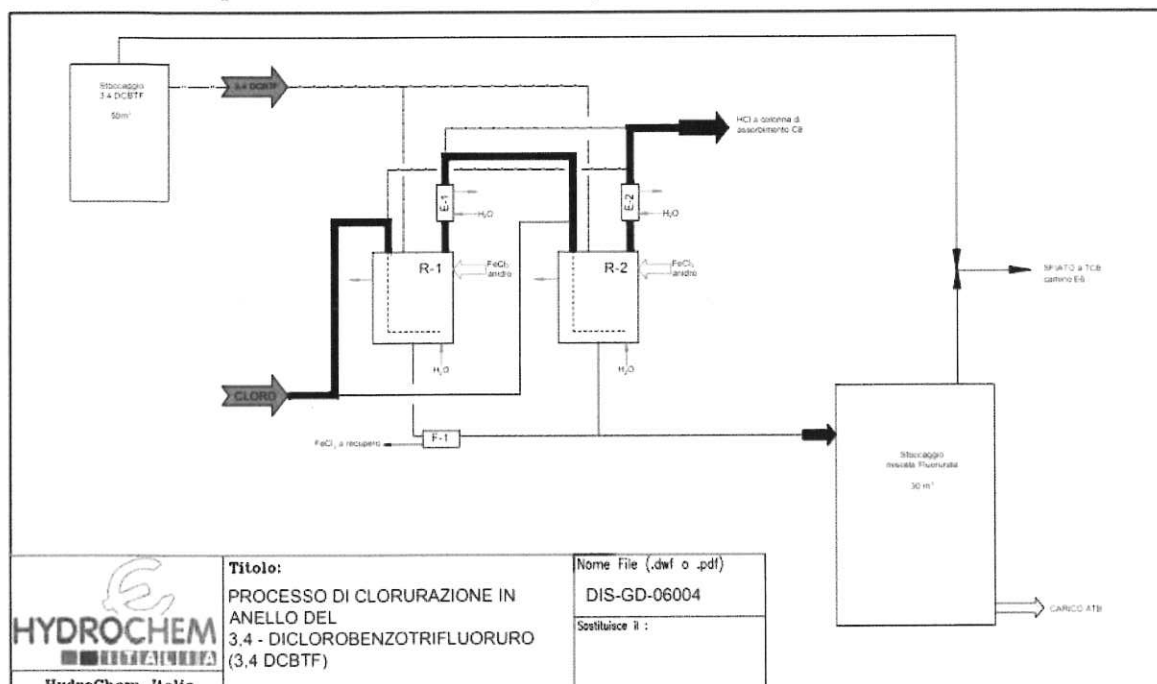 Stoccaggio
3.4 DCBTF
50m³
3.4 DCBTF
HCl a colonna di
assorbimento C8
E-1
H₂O
E-2
H₂O
R-1
FeCl₃
anidro
R-2
FeCl₃
anidro
SFIATO a TCB
camino E6
H₂O
H₂O
CLORO
FeCl₃ a recupero
F-1
Stoccaggio
miscela Fluorurata
30 m³
CARICO ATB
HYDROCHEM
ITALIA
HydroChem Italia
Titolo:
PROCESSO DI CLORURAZIONE IN
ANELLO DEL
3,4 - DICLOROBENZOTRIFLUORURO
(3,4 DCBTF)
Nome File (.dwf o .pdf)
DIS-GD-06004
Sostituisce il :